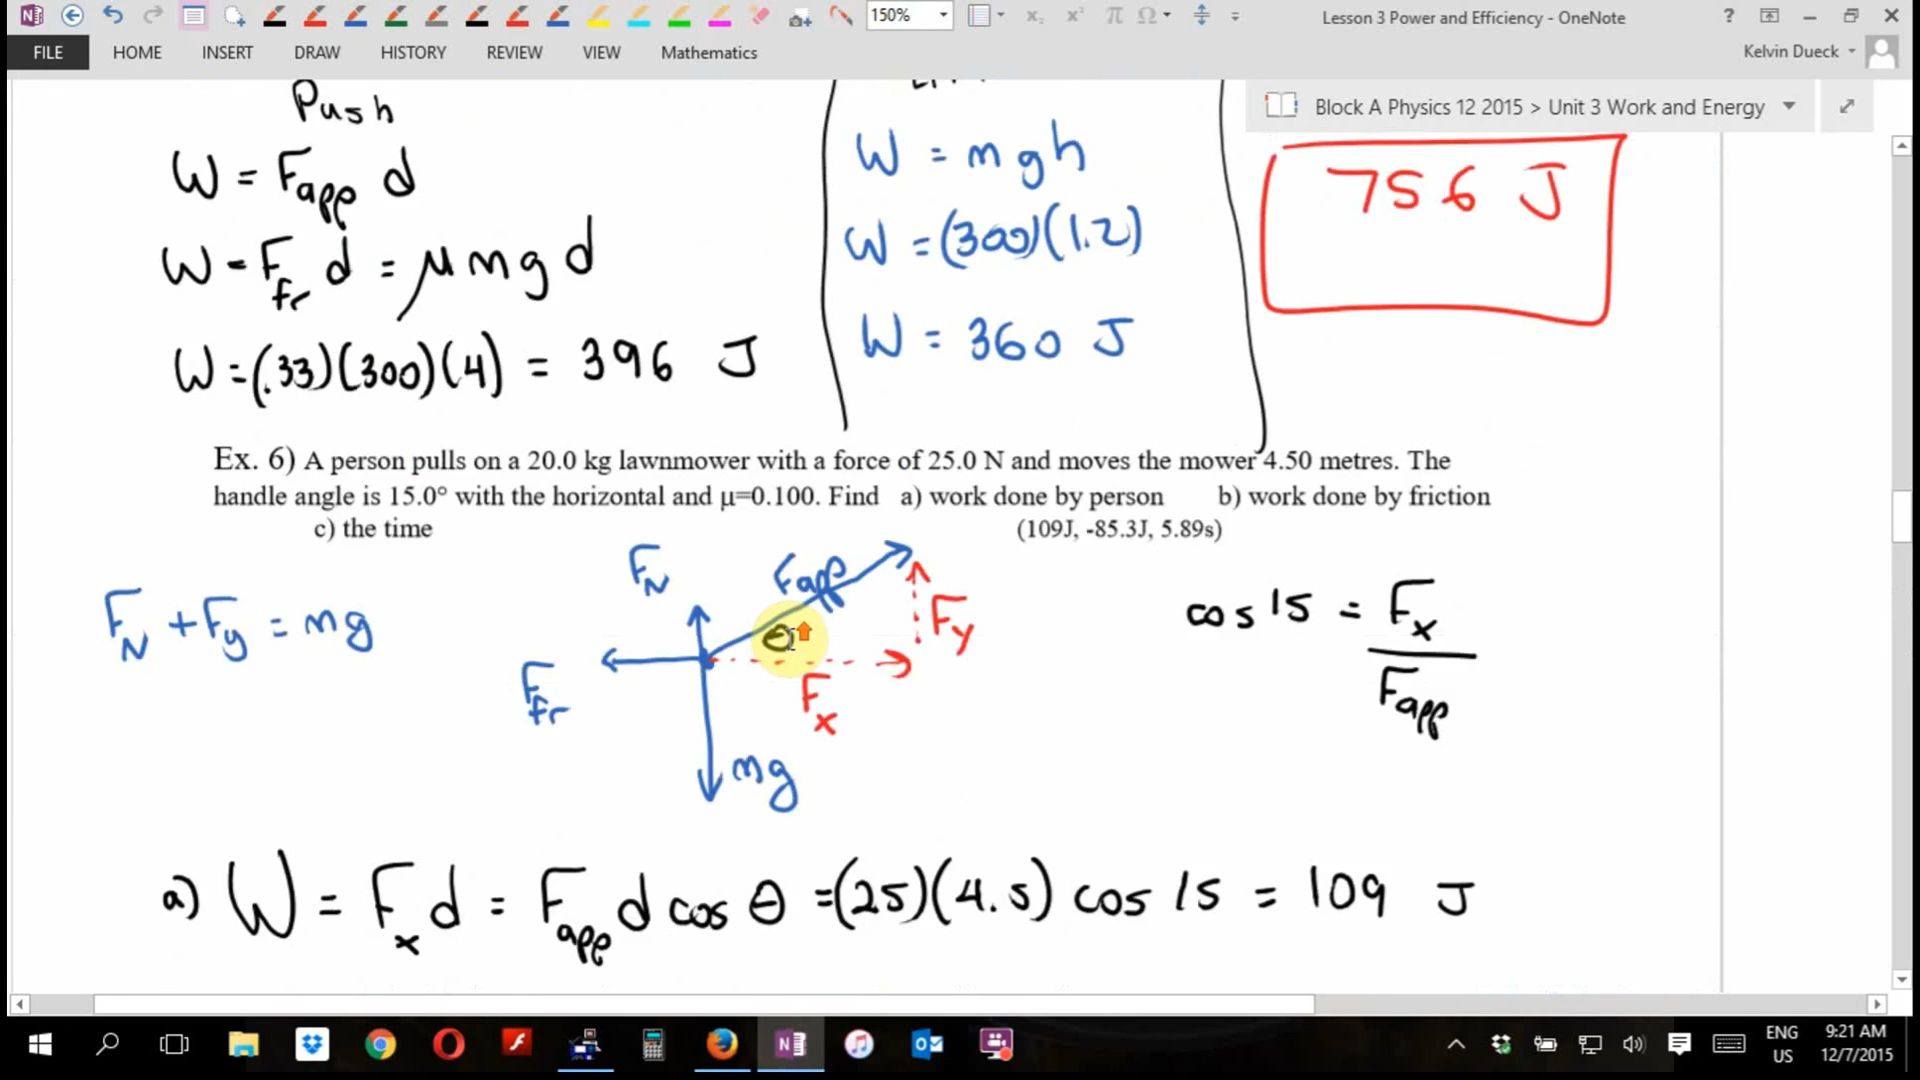 150%
x₂ x² π Ω
Lesson 3 Power and Efficiency - OneNote
?
FILE HOME INSERT DRAW HISTORY REVIEW VIEW Mathematics
Kelvin Dueck
Block A Physics 12 2015 > Unit 3 Work and Energy
Push
W = Fapp d
W = Ffr d = μmgd
W = (.33)(300)(4) = 396 J
W = mgh
W = (300)(1.2)
W = 360 J
756 J
Ex. 6) A person pulls on a 20.0 kg lawnmower with a force of 25.0 N and moves the mower 4.50 metres. The
handle angle is 15.0° with the horizontal and μ=0.100. Find a) work done by person b) work done by friction
c) the time (109J, -85.3J, 5.89s)
FN + Fy = mg
FN
Fapp
θ
Fy
Ffr
Fx
mg
cos 15 = Fx / Fapp
a) W = Fx d = Fapp d cos θ = (25)(4.5) cos 15 = 109 J
ENG
US
9:21 AM
12/7/2015